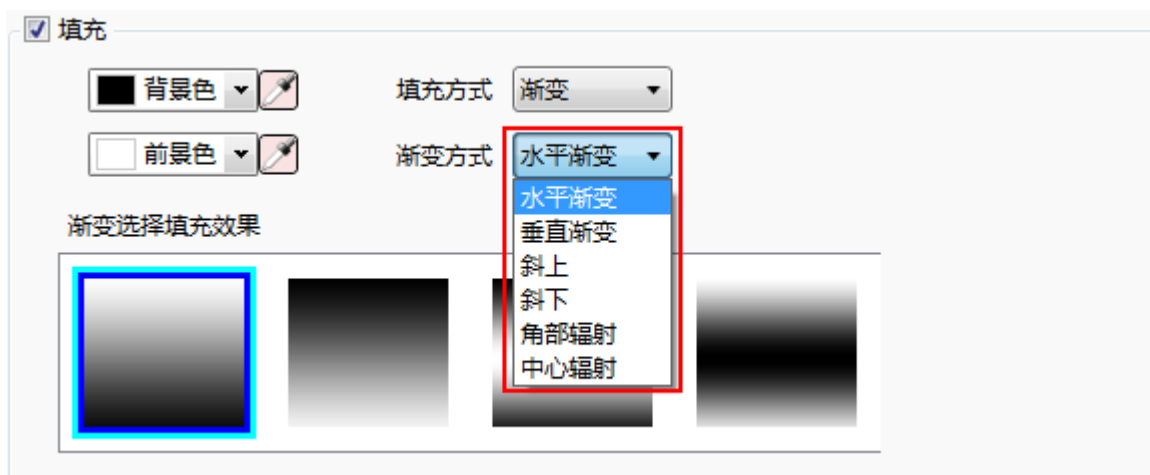 填充
背景色 填充方式 渐变
前景色 渐变方式 水平渐变
水平渐变
垂直渐变
斜上
斜下
角部辐射
中心辐射
渐变选择填充效果